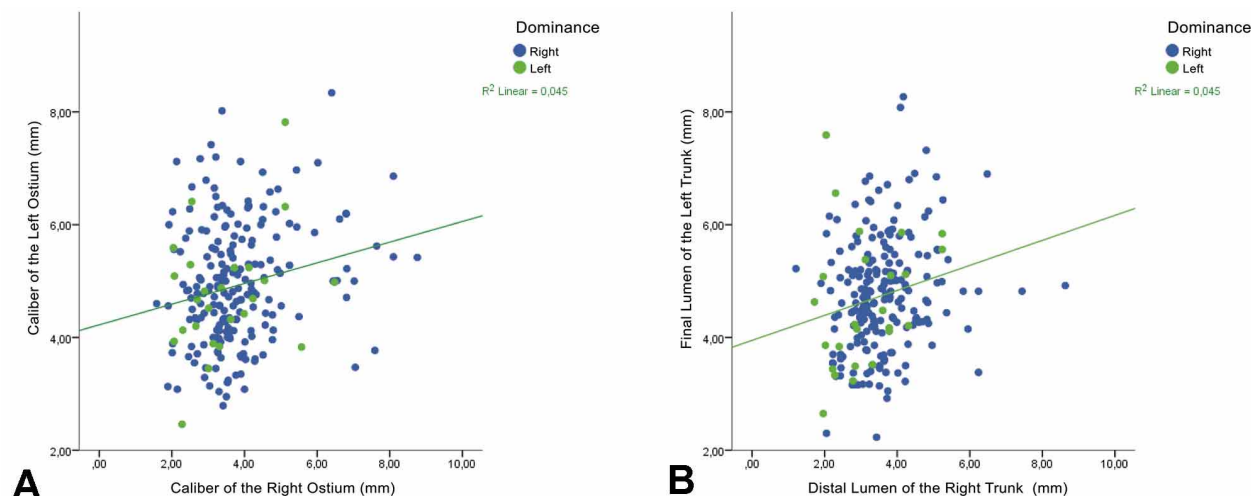 Dominance
Right
Left
R² Linear = 0,045
8,00
6,00
4,00
2,00
Caliber of the Left Ostium (mm)
,00 2,00 4,00 6,00 8,00 10,00
Caliber of the Right Ostium (mm)
A
Dominance
Right
Left
R² Linear = 0,045
8,00
6,00
4,00
2,00
Final Lumen of the Left Trunk (mm)
,00 2,00 4,00 6,00 8,00 10,00
Distal Lumen of the Right Trunk (mm)
B